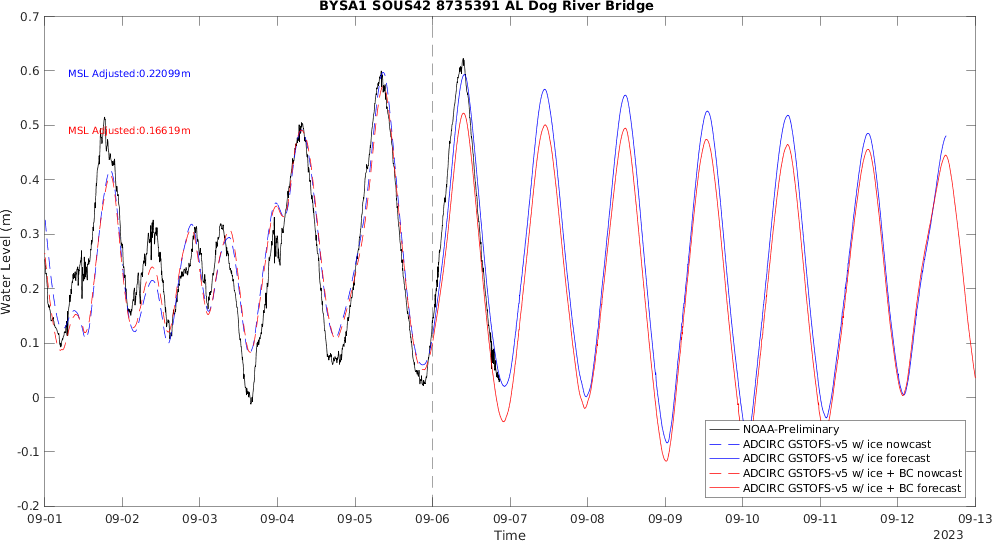 BYSA1 SOUS42 8735391 AL Dog River Bridge
0.7
0.6
0.5
0.4
0.3
0.2
0.1
0
-0.1
-0.2
Water Level (m)
MSL Adjusted:0.22099m
MSL Adjusted:0.16619m
NOAA-Preliminary
ADCIRC GSTOFS-v5 w/ ice nowcast
ADCIRC GSTOFS-v5 w/ ice forecast
ADCIRC GSTOFS-v5 w/ ice + BC nowcast
ADCIRC GSTOFS-v5 w/ ice + BC forecast
09-01 09-02 09-03 09-04 09-05 09-06 09-07 09-08 09-09 09-10 09-11 09-12 09-13
Time
2023